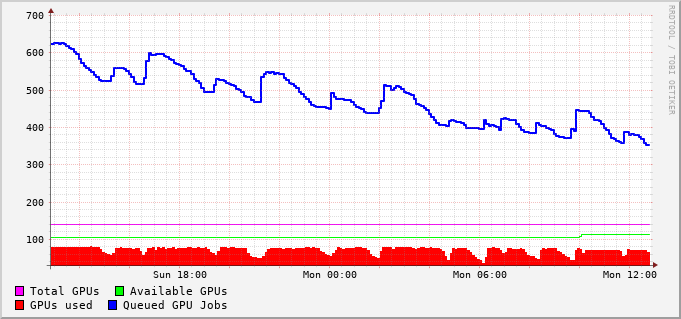 700
600
500
400
300
200
100
Sun 18:00 Mon 00:00 Mon 06:00 Mon 12:00
Total GPUs Available GPUs
GPUs used Queued GPU Jobs
RRDTOOL / TOBI OETIKER